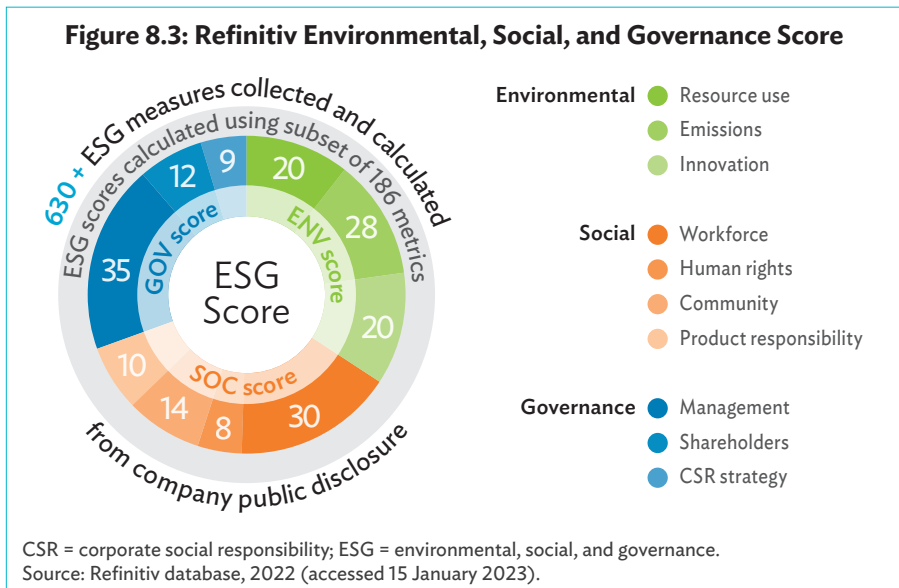 Figure 8.3: Refinitiv Environmental, Social, and Governance Score
630 + ESG measures collected and calculated
ESG scores calculated using subset of 186 metrics
from company public disclosure
ESG
Score
ENV score
20
28
20
SOC score
30
8
14
10
GOV score
35
12
9
Environmental
Resource use
Emissions
Innovation
Social
Workforce
Human rights
Community
Product responsibility
Governance
Management
Shareholders
CSR strategy
CSR = corporate social responsibility; ESG = environmental, social, and governance.
Source: Refinitiv database, 2022 (accessed 15 January 2023).